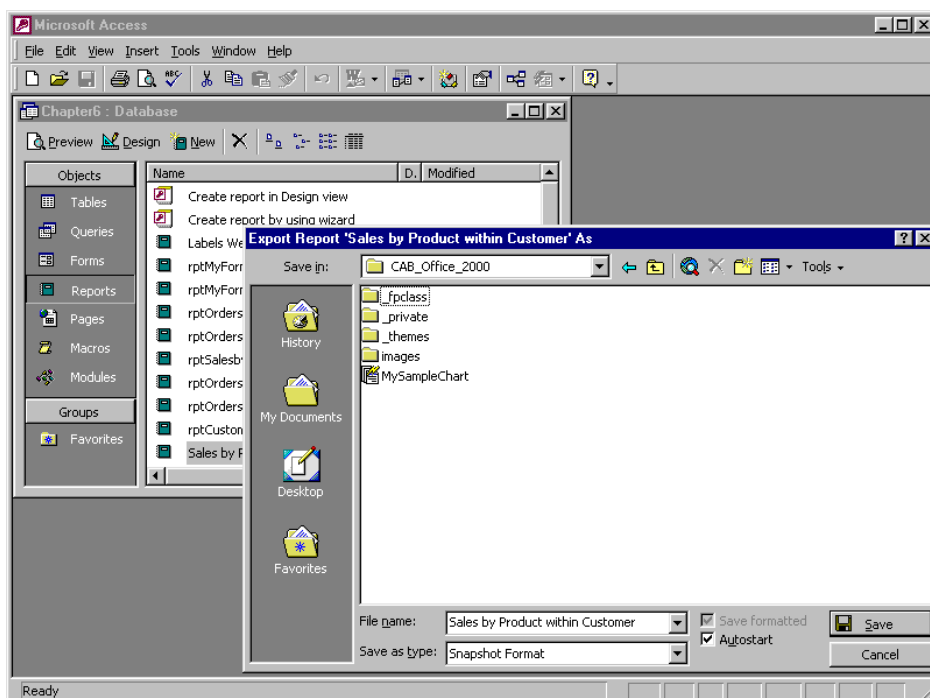 Microsoft Access
File Edit View Insert Tools Window Help
Chapter6 : Database
Preview Design New
Objects
Tables
Queries
Forms
Reports
Pages
Macros
Modules
Groups
Favorites
Name D. Modified
Create report in Design view
Create report by using wizard
Labels We
rptMyForr
rptMyForr
rptOrders
rptOrders
rptSalesby
rptOrders
rptOrders
rptCuston
Sales by P
Export Report 'Sales by Product within Customer' As
Save in: CAB_Office_2000 Tools
History
My Documents
Desktop
Favorites
_fpclass
_private
_themes
images
MySampleChart
File name: Sales by Product within Customer Save formatted Save
Autostart
Save as type: Snapshot Format Cancel
Ready